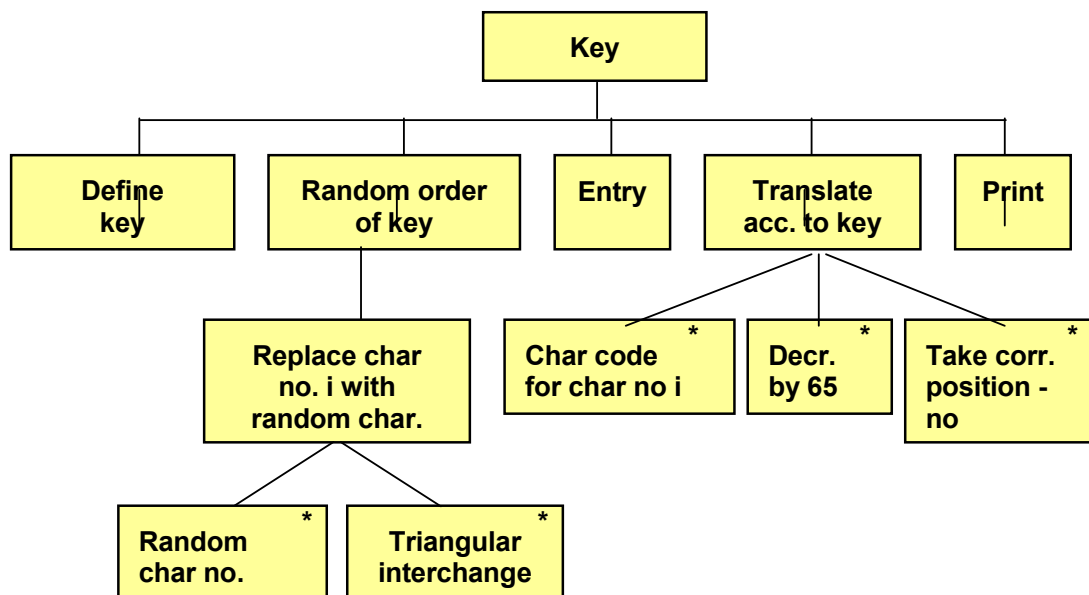 Key
Define
key
Random order
of key
Entry
Translate
acc. to key
Print
Replace char
no. i with
random char.
*
Char code
for char no i
*
Decr.
by 65
*
Take corr.
position -
no
*
Random
char no.
*
Triangular
interchange